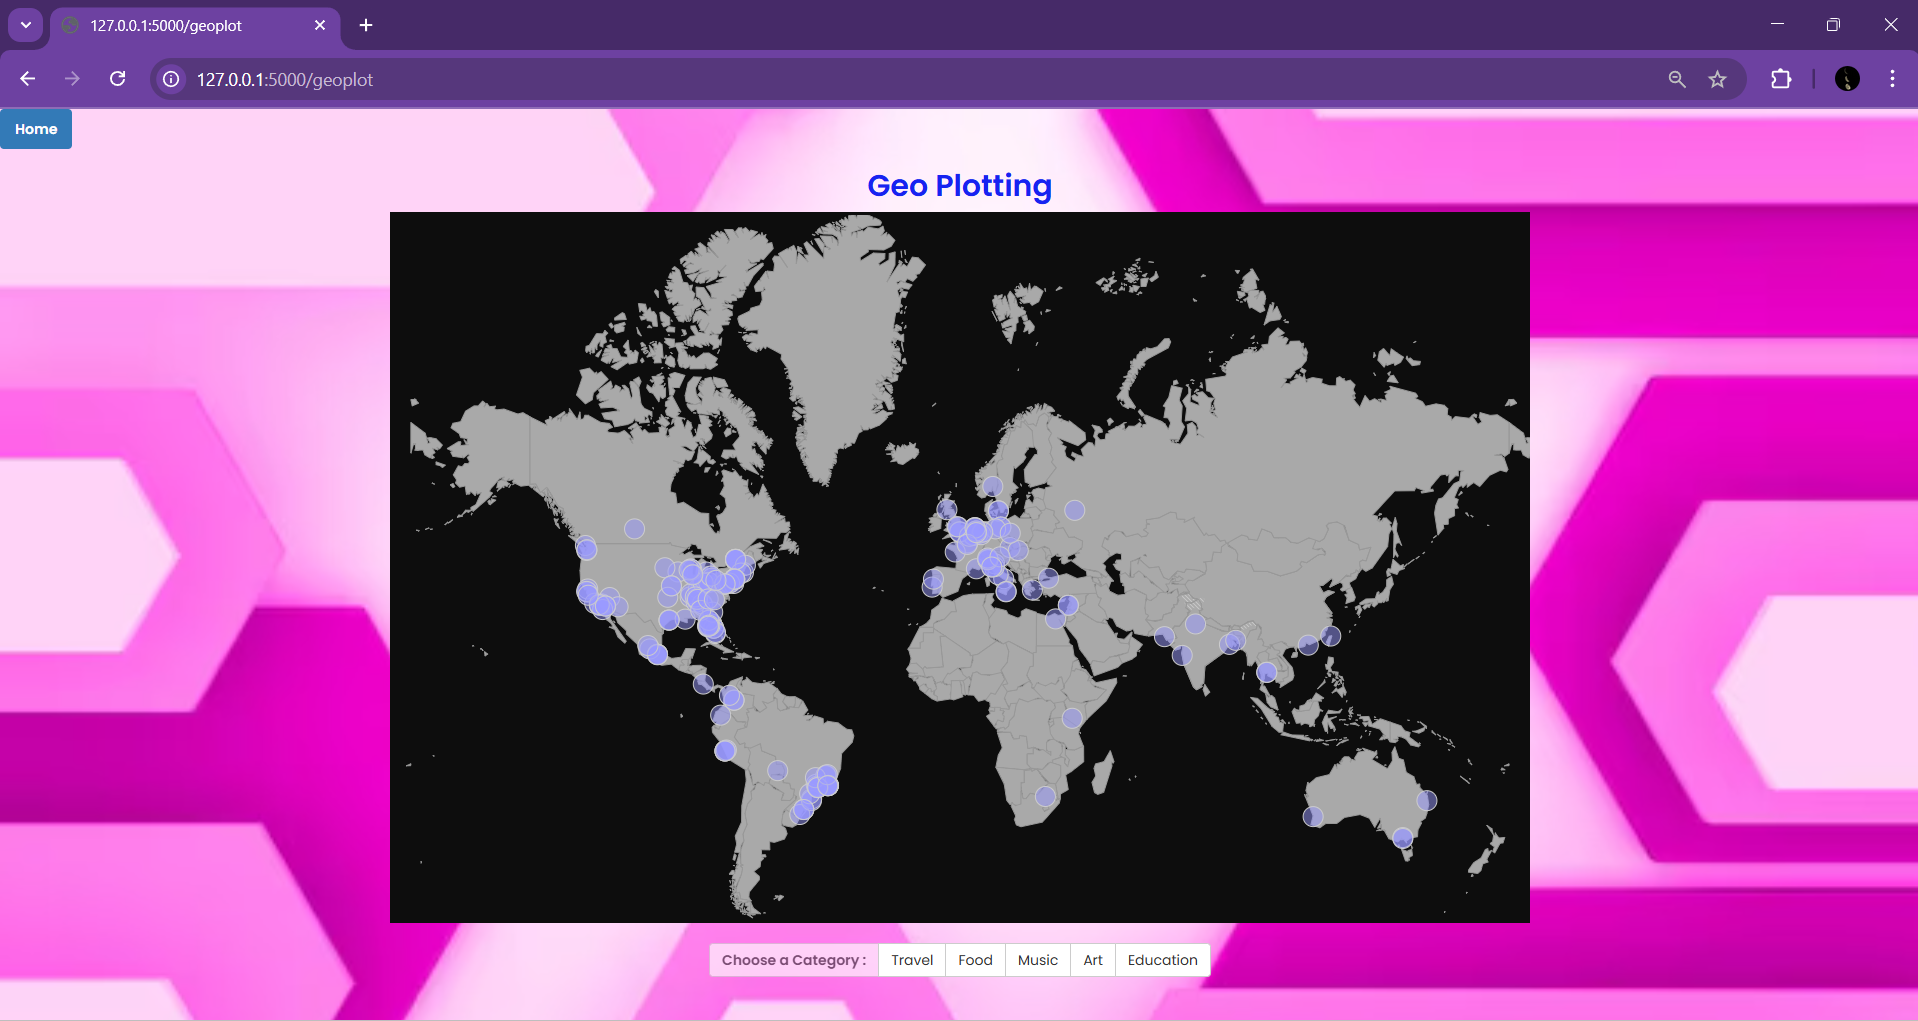 127.0.0.1:5000/geoplot
127.0.0.1:5000/geoplot
Home
Geo Plotting
Choose a Category : Travel Food Music Art Education